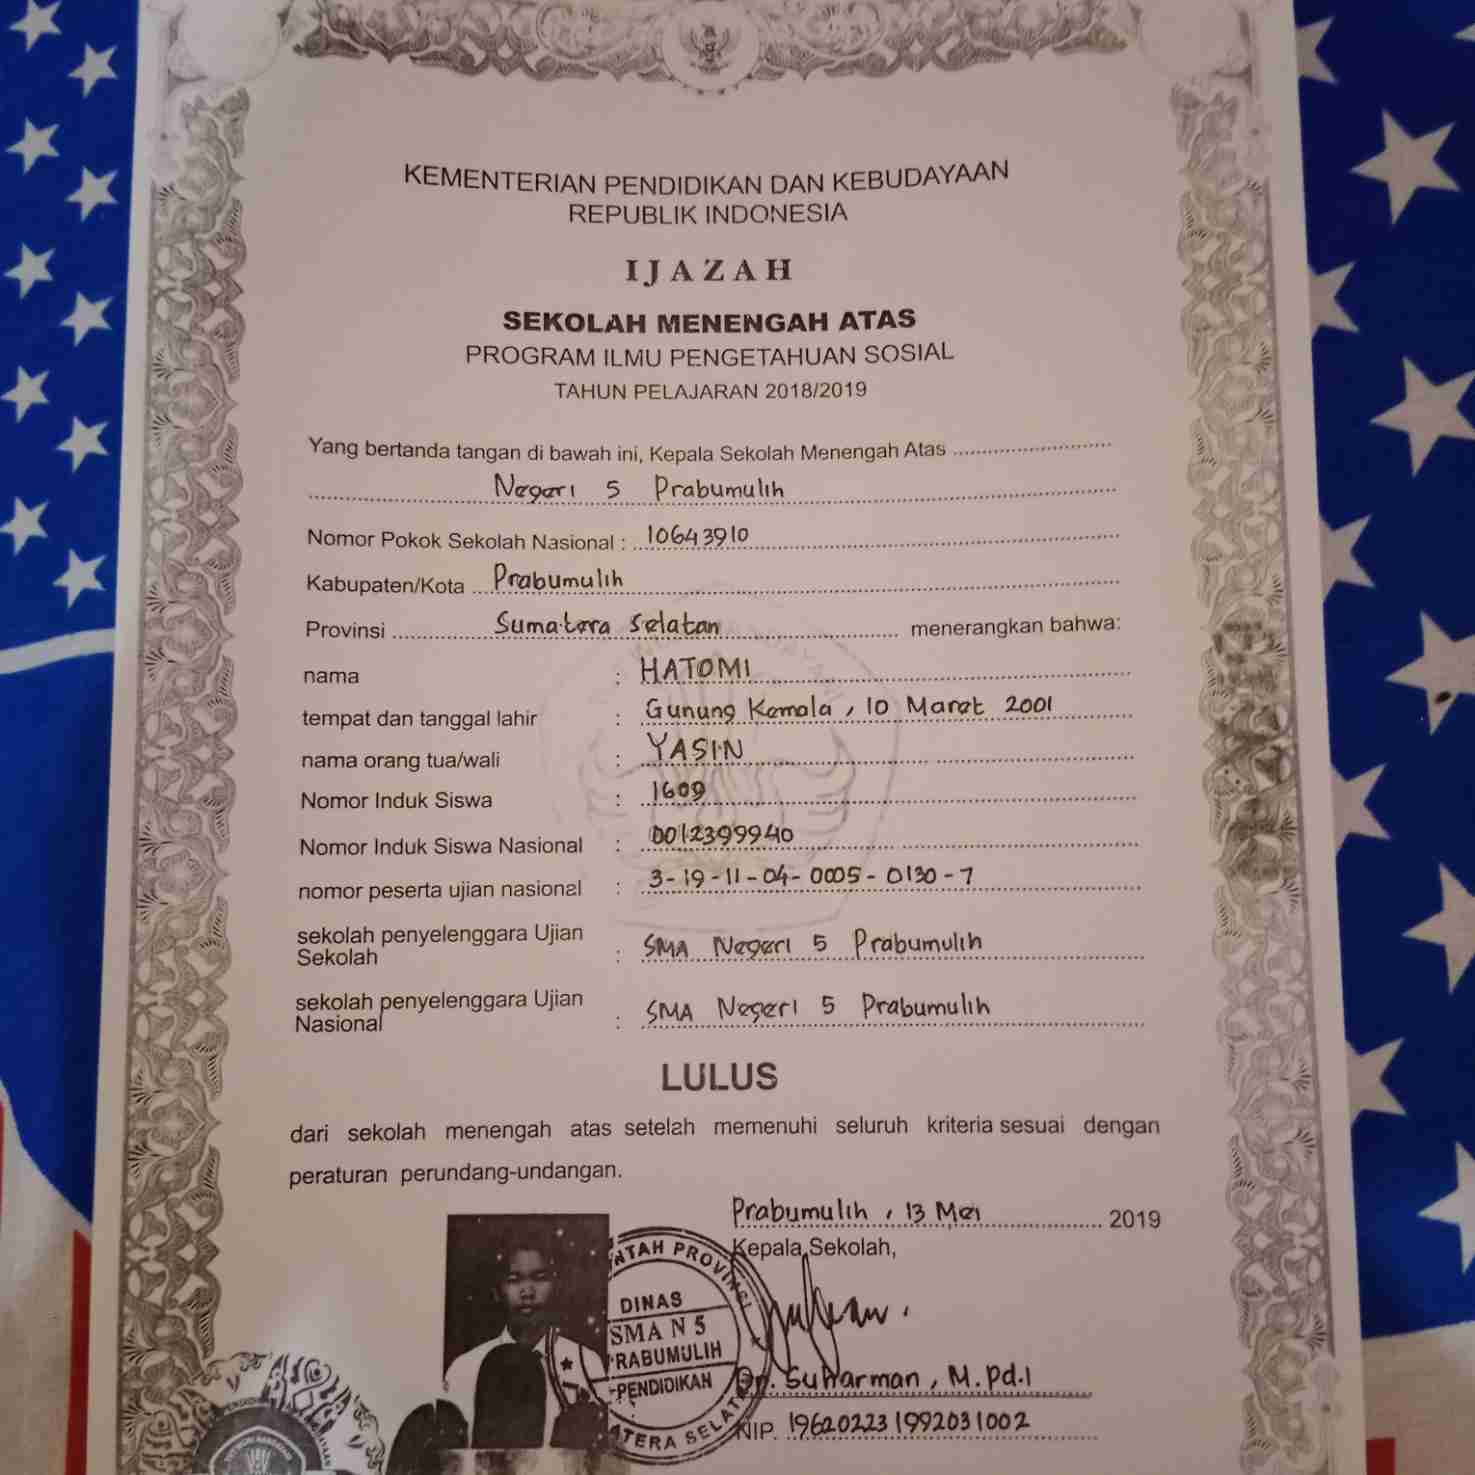 KEMENTERIAN PENDIDIKAN DAN KEBUDAYAAN
REPUBLIK INDONESIA
IJAZAH
SEKOLAH MENENGAH ATAS
PROGRAM ILMU PENGETAHUAN SOSIAL
TAHUN PELAJARAN 2018/2019
Yang bertanda tangan di bawah ini, Kepala Sekolah Menengah Atas
Negeri 5 Prabumulih
Nomor Pokok Sekolah Nasional : 10643910
Kabupaten/Kota Prabumulih
Provinsi Sumatera Selatan menerangkan bahwa:
nama : HATOMI
tempat dan tanggal lahir : Gunung Kemala, 10 Maret 2001
nama orang tua/wali : YASIN
Nomor Induk Siswa : 1609
Nomor Induk Siswa Nasional : 0012399940
nomor peserta ujian nasional : 3-19-11-04-0005-0130-7
sekolah penyelenggara Ujian
Sekolah : SMA Negeri 5 Prabumulih
sekolah penyelenggara Ujian
Nasional : SMA Negeri 5 Prabumulih
LULUS
dari sekolah menengah atas setelah memenuhi seluruh kriteria sesuai dengan
peraturan perundang-undangan.
Prabumulih, 13 Mei 2019
Kepala Sekolah,
NTAH PROVINSI
DINAS
SMA N 5
PRABUMULIH
PENDIDIKAN
ATERA SELATA
Dr. Suharman, M.Pd.I
NIP. 196202231992031002